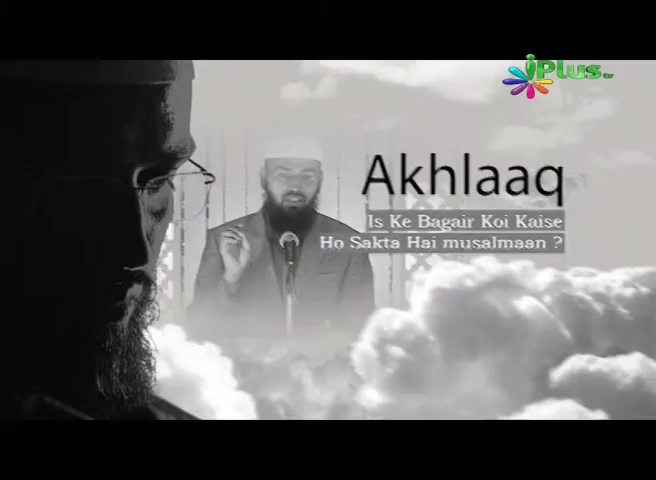 iPlus tv
Akhlaaq
Is Ke Bagair Koi Kaise
Ho Sakta Hai musalmaan ?